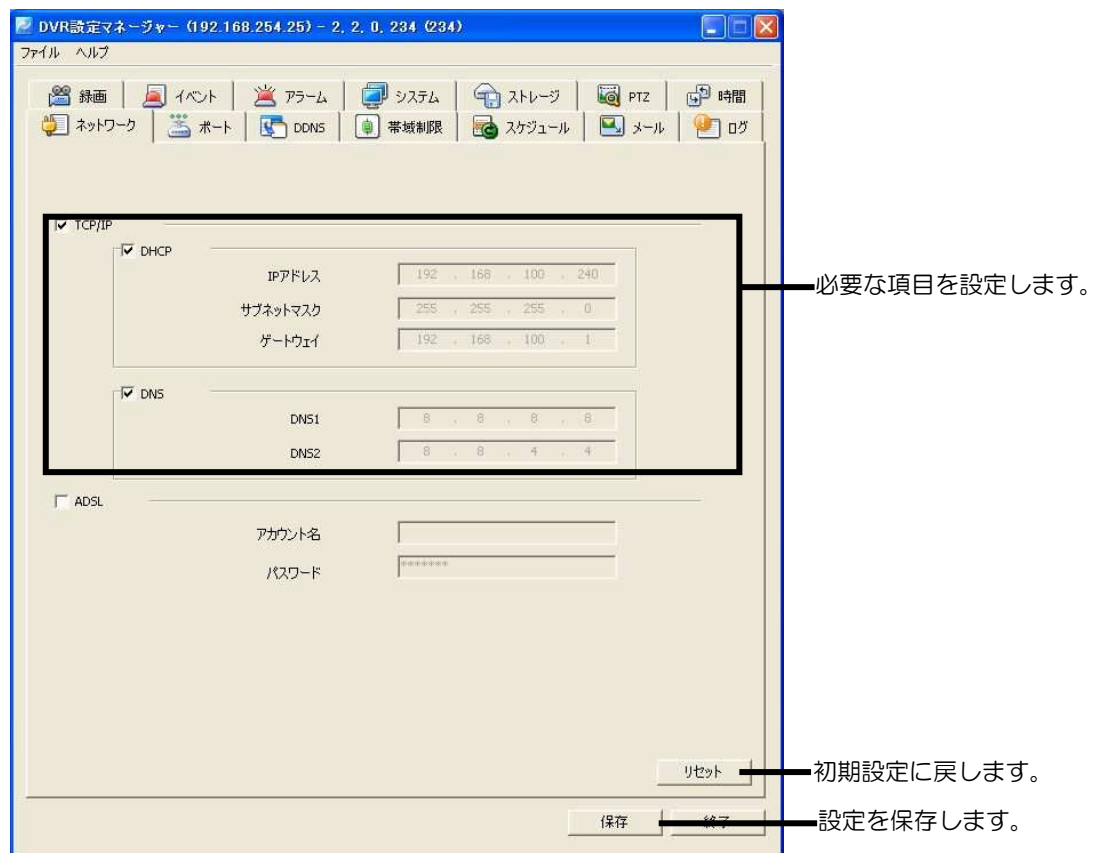 DVR設定マネージャー (192.168.254.25) - 2, 2, 0, 234 (234)
ファイル ヘルプ
録画 イベント アラーム システム ストレージ PTZ 時間
ネットワーク ポート DDNS 帯域制限 スケジュール メール ログ
TCP/IP
DHCP
IPアドレス 192 . 168 . 100 . 240
必要な項目を設定します。
サブネットマスク 255 . 255 . 255 . 0
ゲートウェイ 192 . 168 . 100 . 1
DNS
DNS1 8 . 8 . 8 . 8
DNS2 8 . 8 . 4 . 4
ADSL
アカウント名
パスワード *******
リセット 初期設定に戻します。
保存 終了 設定を保存します。